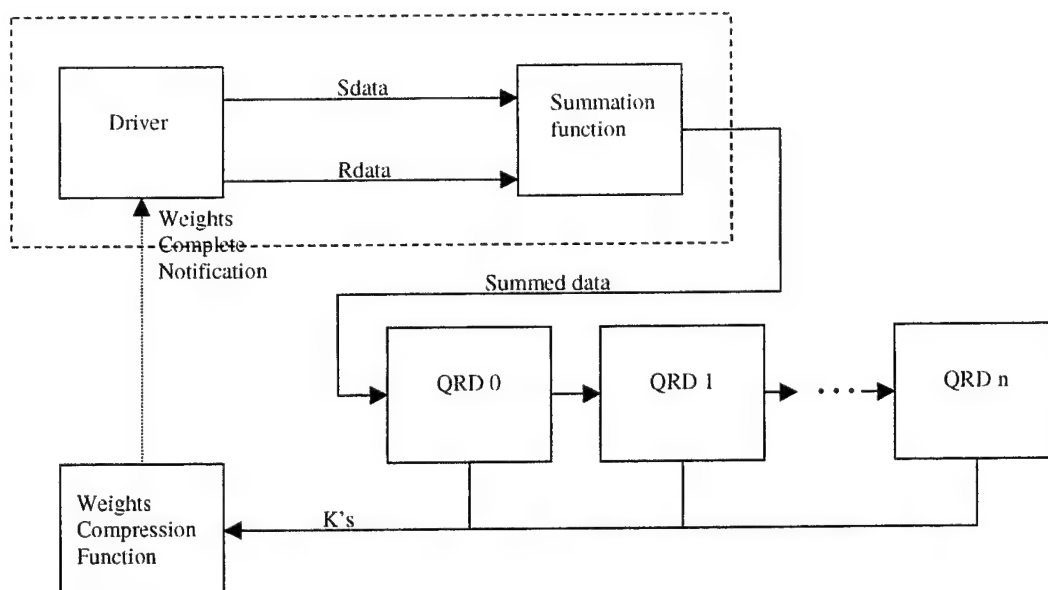 Driver
Sdata
Rdata
Summation
function
Weights
Complete
Notification
Summed data
QRD 0
QRD 1
• • •
QRD n
Weights
Compression
Function
K's